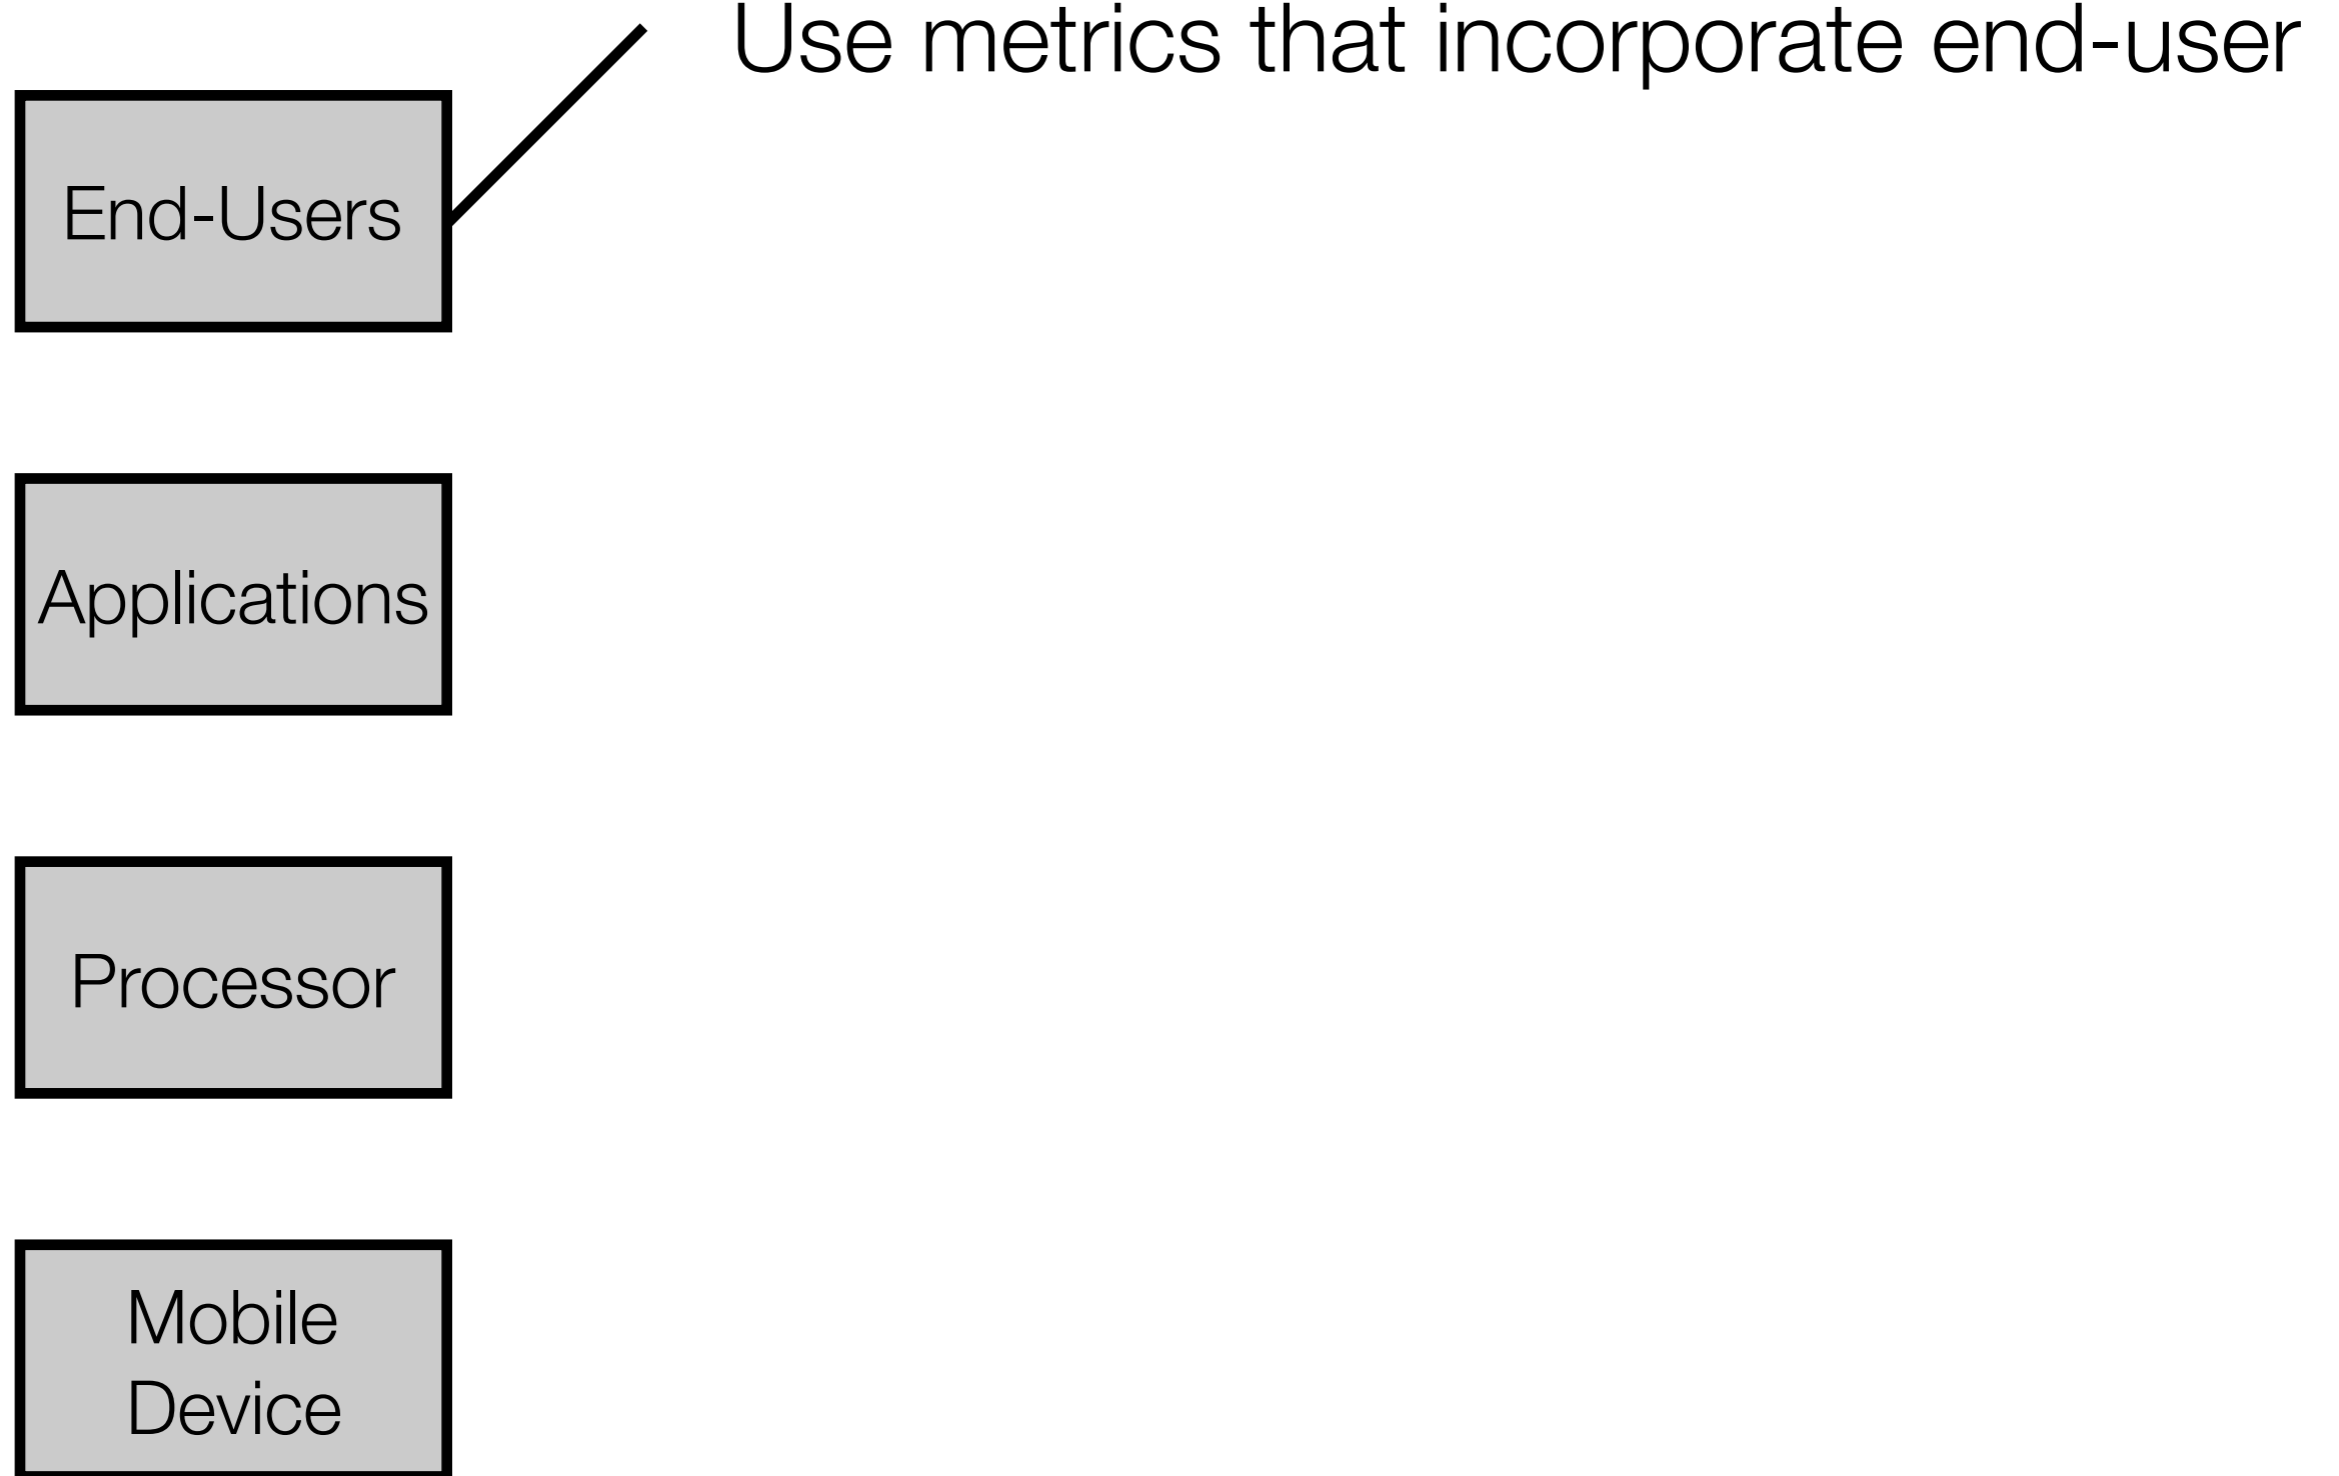 Use metrics that incorporate end-user
End-Users
Applications
Processor
Mobile
Device